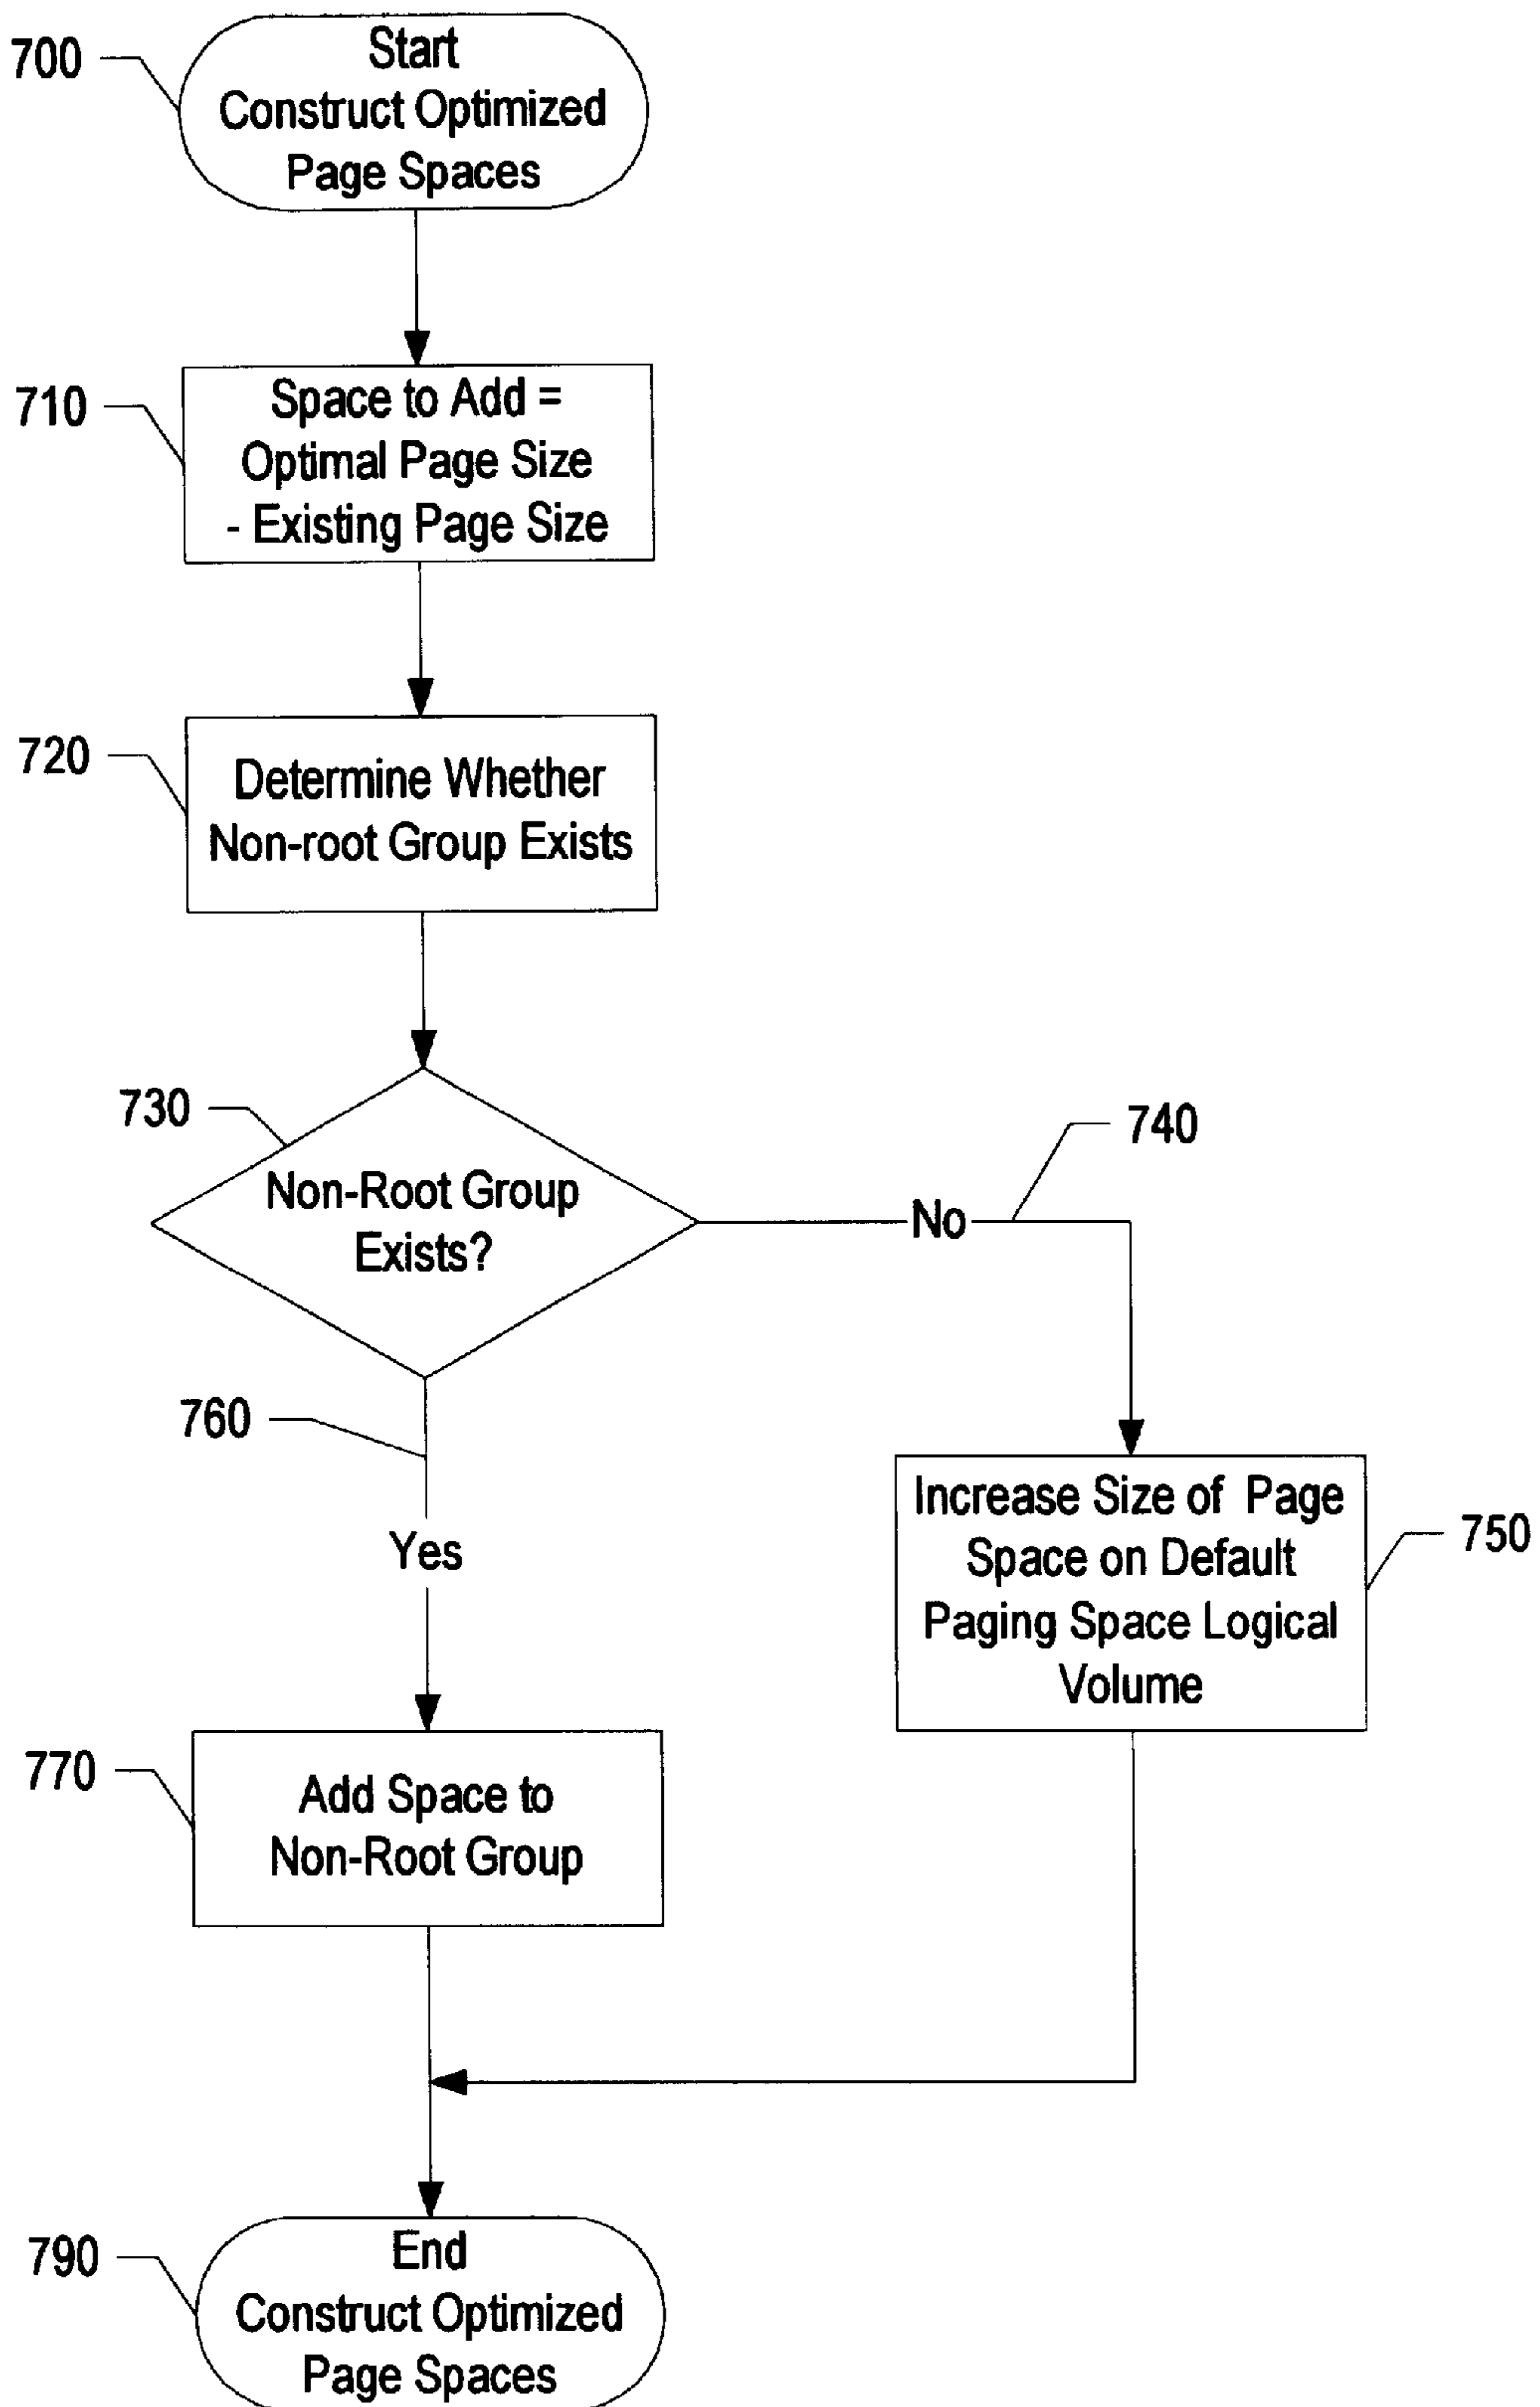 700
Start
Construct Optimized
Page Spaces
710
Space to Add =
Optimal Page Size
- Existing Page Size
720
Determine Whether
Non-root Group Exists
730
Non-Root Group
Exists?
740
No
760
Yes
Increase Size of Page
Space on Default
Paging Space Logical
Volume
750
770
Add Space to
Non-Root Group
790
End
Construct Optimized
Page Spaces